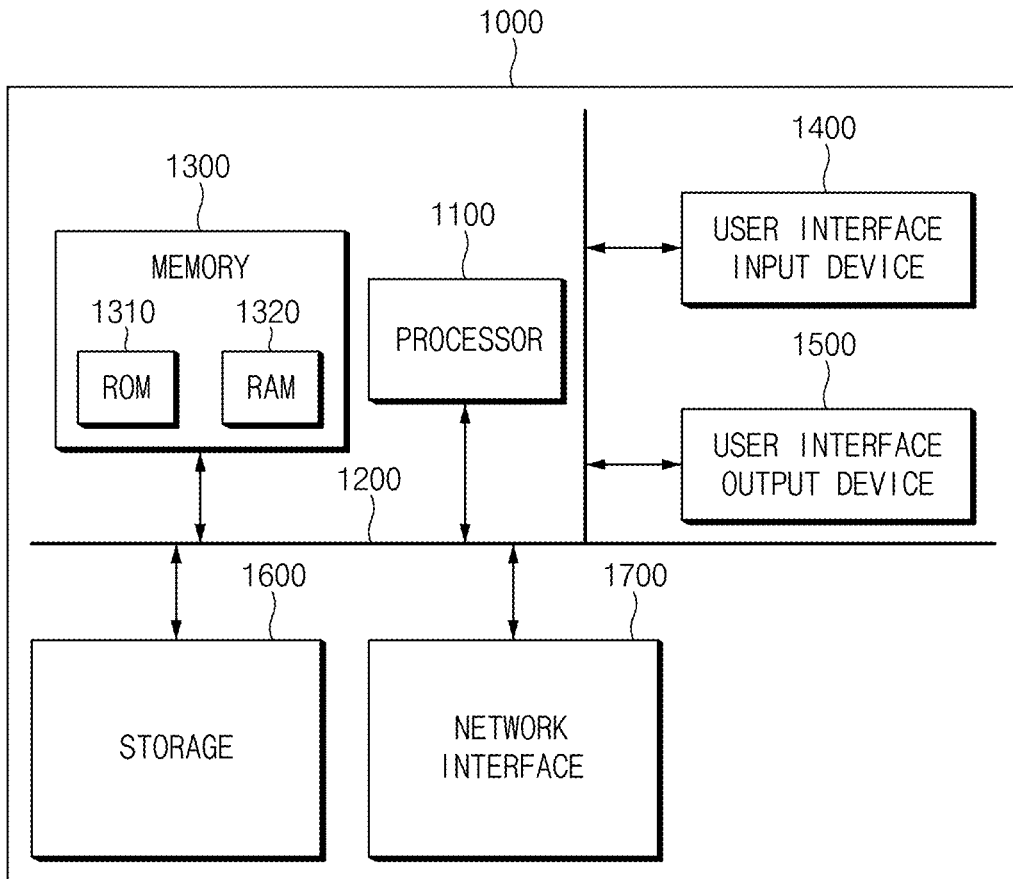 1000
1300
1100
1400
MEMORY
1310
1320
ROM
RAM
PROCESSOR
USER INTERFACE
INPUT DEVICE
1500
USER INTERFACE
OUTPUT DEVICE
1200
1600
1700
STORAGE
NETWORK
INTERFACE